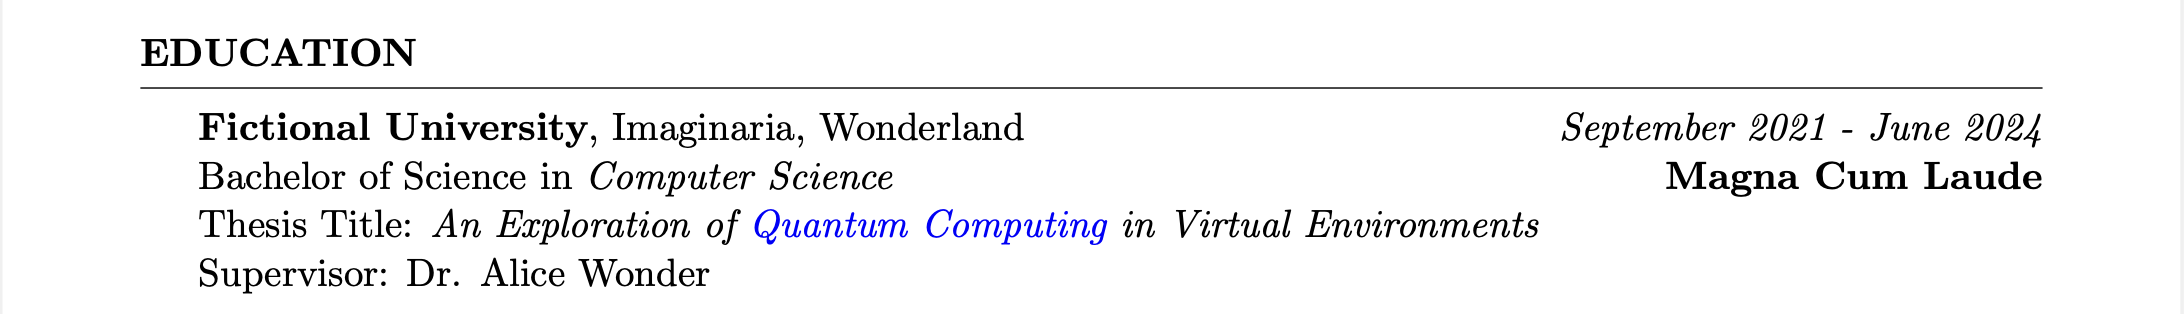 EDUCATION
Fictional University, Imaginaria, Wonderland September 2021 - June 2024
Bachelor of Science in Computer Science Magna Cum Laude
Thesis Title: An Exploration of Quantum Computing in Virtual Environments
Supervisor: Dr. Alice Wonder